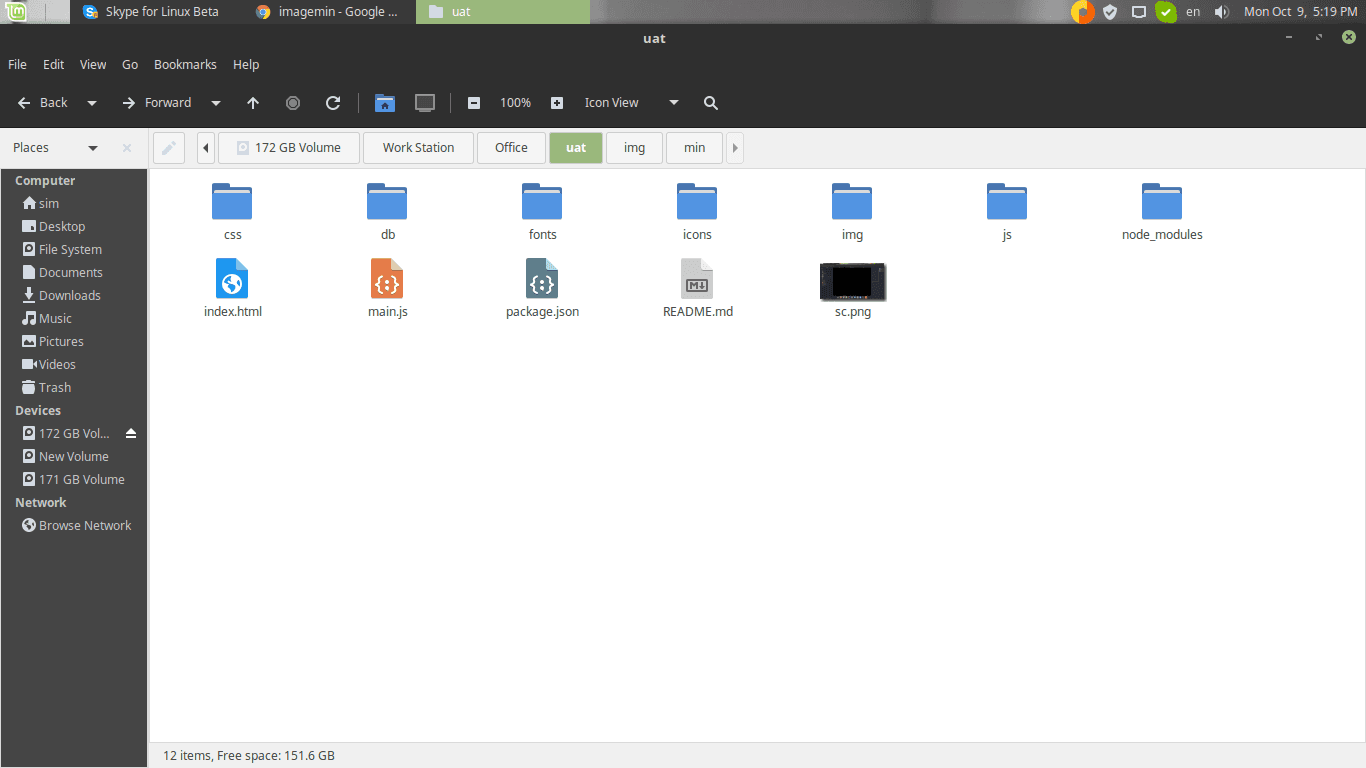 Skype for Linux Beta
imagemin - Google ...
uat
en
Mon Oct 9, 5:19 PM
uat
File Edit View Go Bookmarks Help
Back Forward 100% Icon View
Places 172 GB Volume Work Station Office uat img min
Computer
sim
Desktop
File System
Documents
Downloads
Music
Pictures
Videos
Trash
Devices
172 GB Vol...
New Volume
171 GB Volume
Network
Browse Network
css db fonts icons img js node_modules
index.html main.js package.json README.md sc.png
12 items, Free space: 151.6 GB